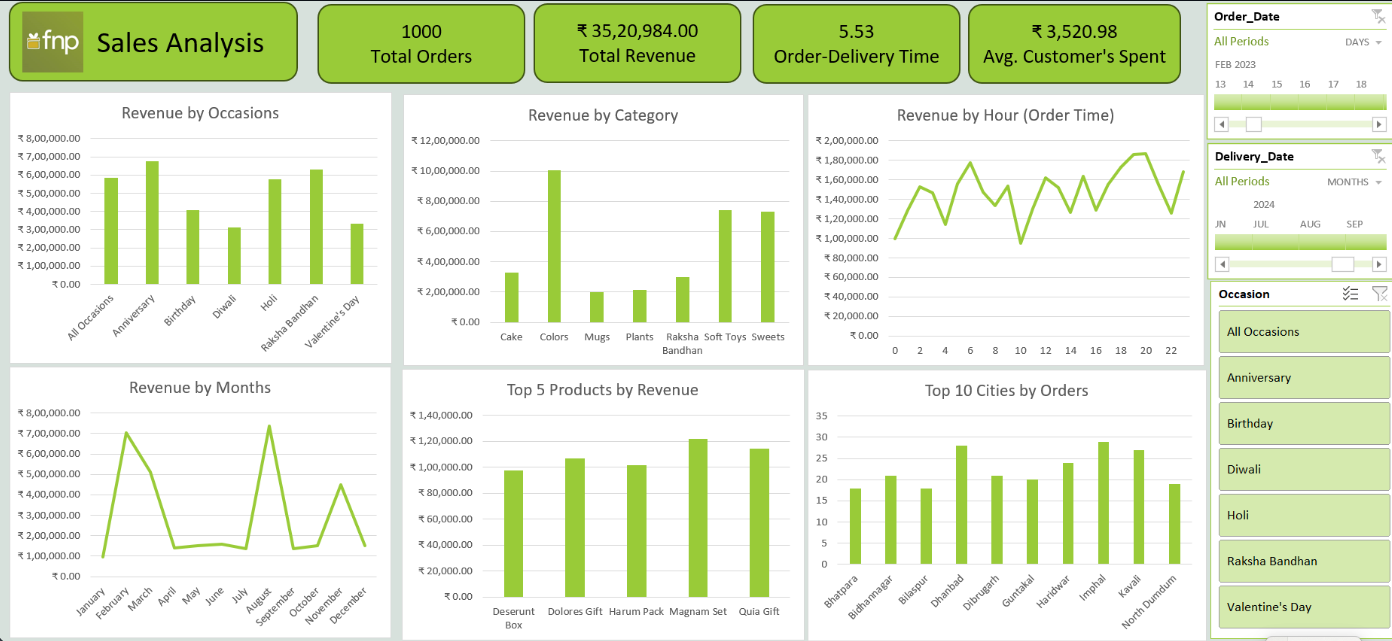 fnp
Sales Analysis
1000
Total Orders
₹ 35,20,984.00
Total Revenue
5.53
Order-Delivery Time
₹ 3,520.98
Avg. Customer's Spent
Revenue by Occasions
₹ 8,00,000.00
₹ 7,00,000.00
₹ 6,00,000.00
₹ 5,00,000.00
₹ 4,00,000.00
₹ 3,00,000.00
₹ 2,00,000.00
₹ 1,00,000.00
₹ 0.00
All Occasions
Anniversary
Birthday
Diwali
Holi
Raksha Bandhan
Valentine's Day
Revenue by Category
₹ 12,00,000.00
₹ 10,00,000.00
₹ 8,00,000.00
₹ 6,00,000.00
₹ 4,00,000.00
₹ 2,00,000.00
₹ 0.00
Cake Colors Mugs Plants Raksha Soft Toys Sweets
Bandhan
Revenue by Hour (Order Time)
₹ 2,00,000.00
₹ 1,80,000.00
₹ 1,60,000.00
₹ 1,40,000.00
₹ 1,20,000.00
₹ 1,00,000.00
₹ 80,000.00
₹ 60,000.00
₹ 40,000.00
₹ 20,000.00
₹ 0.00
0 2 4 6 8 10 12 14 16 18 20 22
Revenue by Months
₹ 8,00,000.00
₹ 7,00,000.00
₹ 6,00,000.00
₹ 5,00,000.00
₹ 4,00,000.00
₹ 3,00,000.00
₹ 2,00,000.00
₹ 1,00,000.00
₹ 0.00
January
February
March
April
May
June
July
August
September
October
November
December
Top 5 Products by Revenue
₹ 1,40,000.00
₹ 1,20,000.00
₹ 1,00,000.00
₹ 80,000.00
₹ 60,000.00
₹ 40,000.00
₹ 20,000.00
₹ 0.00
Deserunt Dolores Gift Harum Pack Magnam Set Quia Gift
Box
Top 10 Cities by Orders
35
30
25
20
15
10
5
0
Bhatpara
Bidhannagar
Bilaspur
Dhanbad
Dibrugarh
Guntakal
Haridwar
Imphal
Kavali
North Dumdum
Order_Date
All Periods DAYS
FEB 2023
13 14 15 16 17 18
Delivery_Date
All Periods MONTHS
2024
JN JUL AUG SEP
Occasion
All Occasions
Anniversary
Birthday
Diwali
Holi
Raksha Bandhan
Valentine's Day